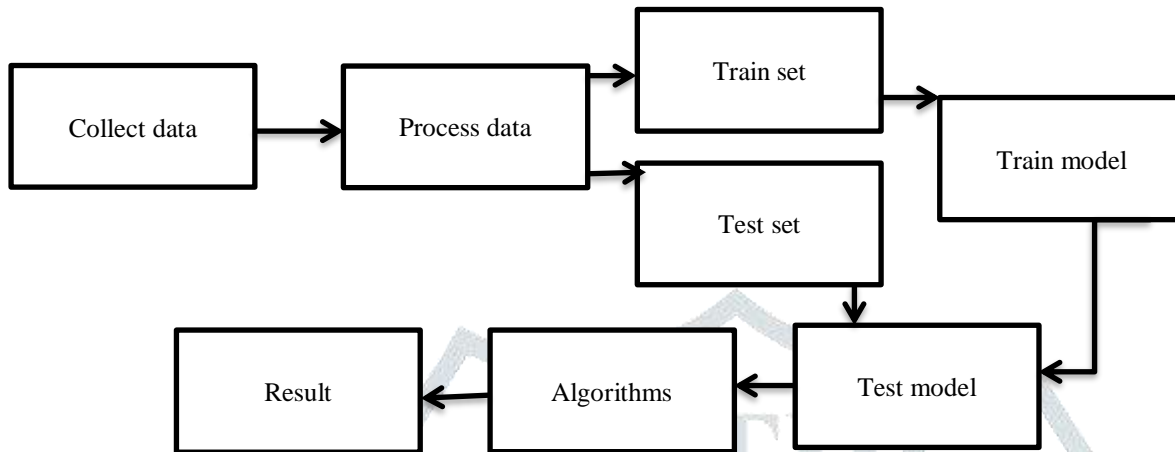 Collect data
Process data
Train set
Train model
Test set
Test model
Algorithms
Result